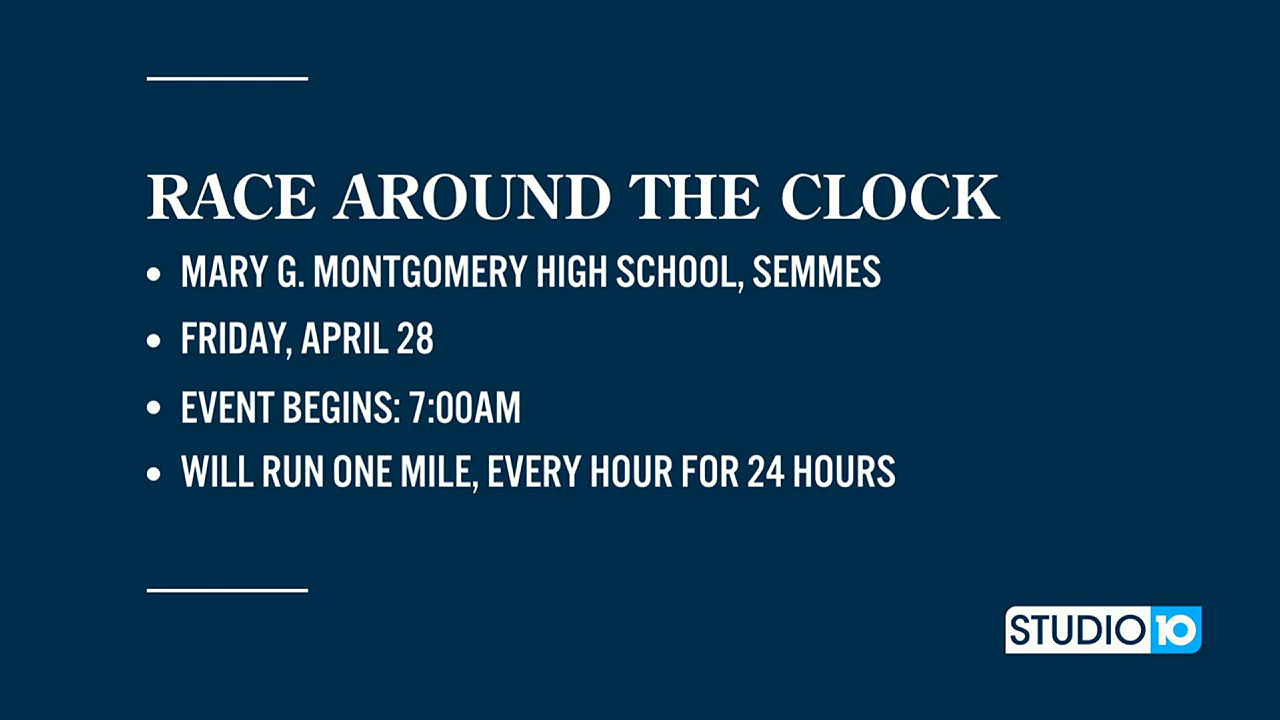 RACE AROUND THE CLOCK
• MARY G. MONTGOMERY HIGH SCHOOL, SEMMES
• FRIDAY, APRIL 28
• EVENT BEGINS: 7:00AM
• WILL RUN ONE MILE, EVERY HOUR FOR 24 HOURS
STUDIO 10